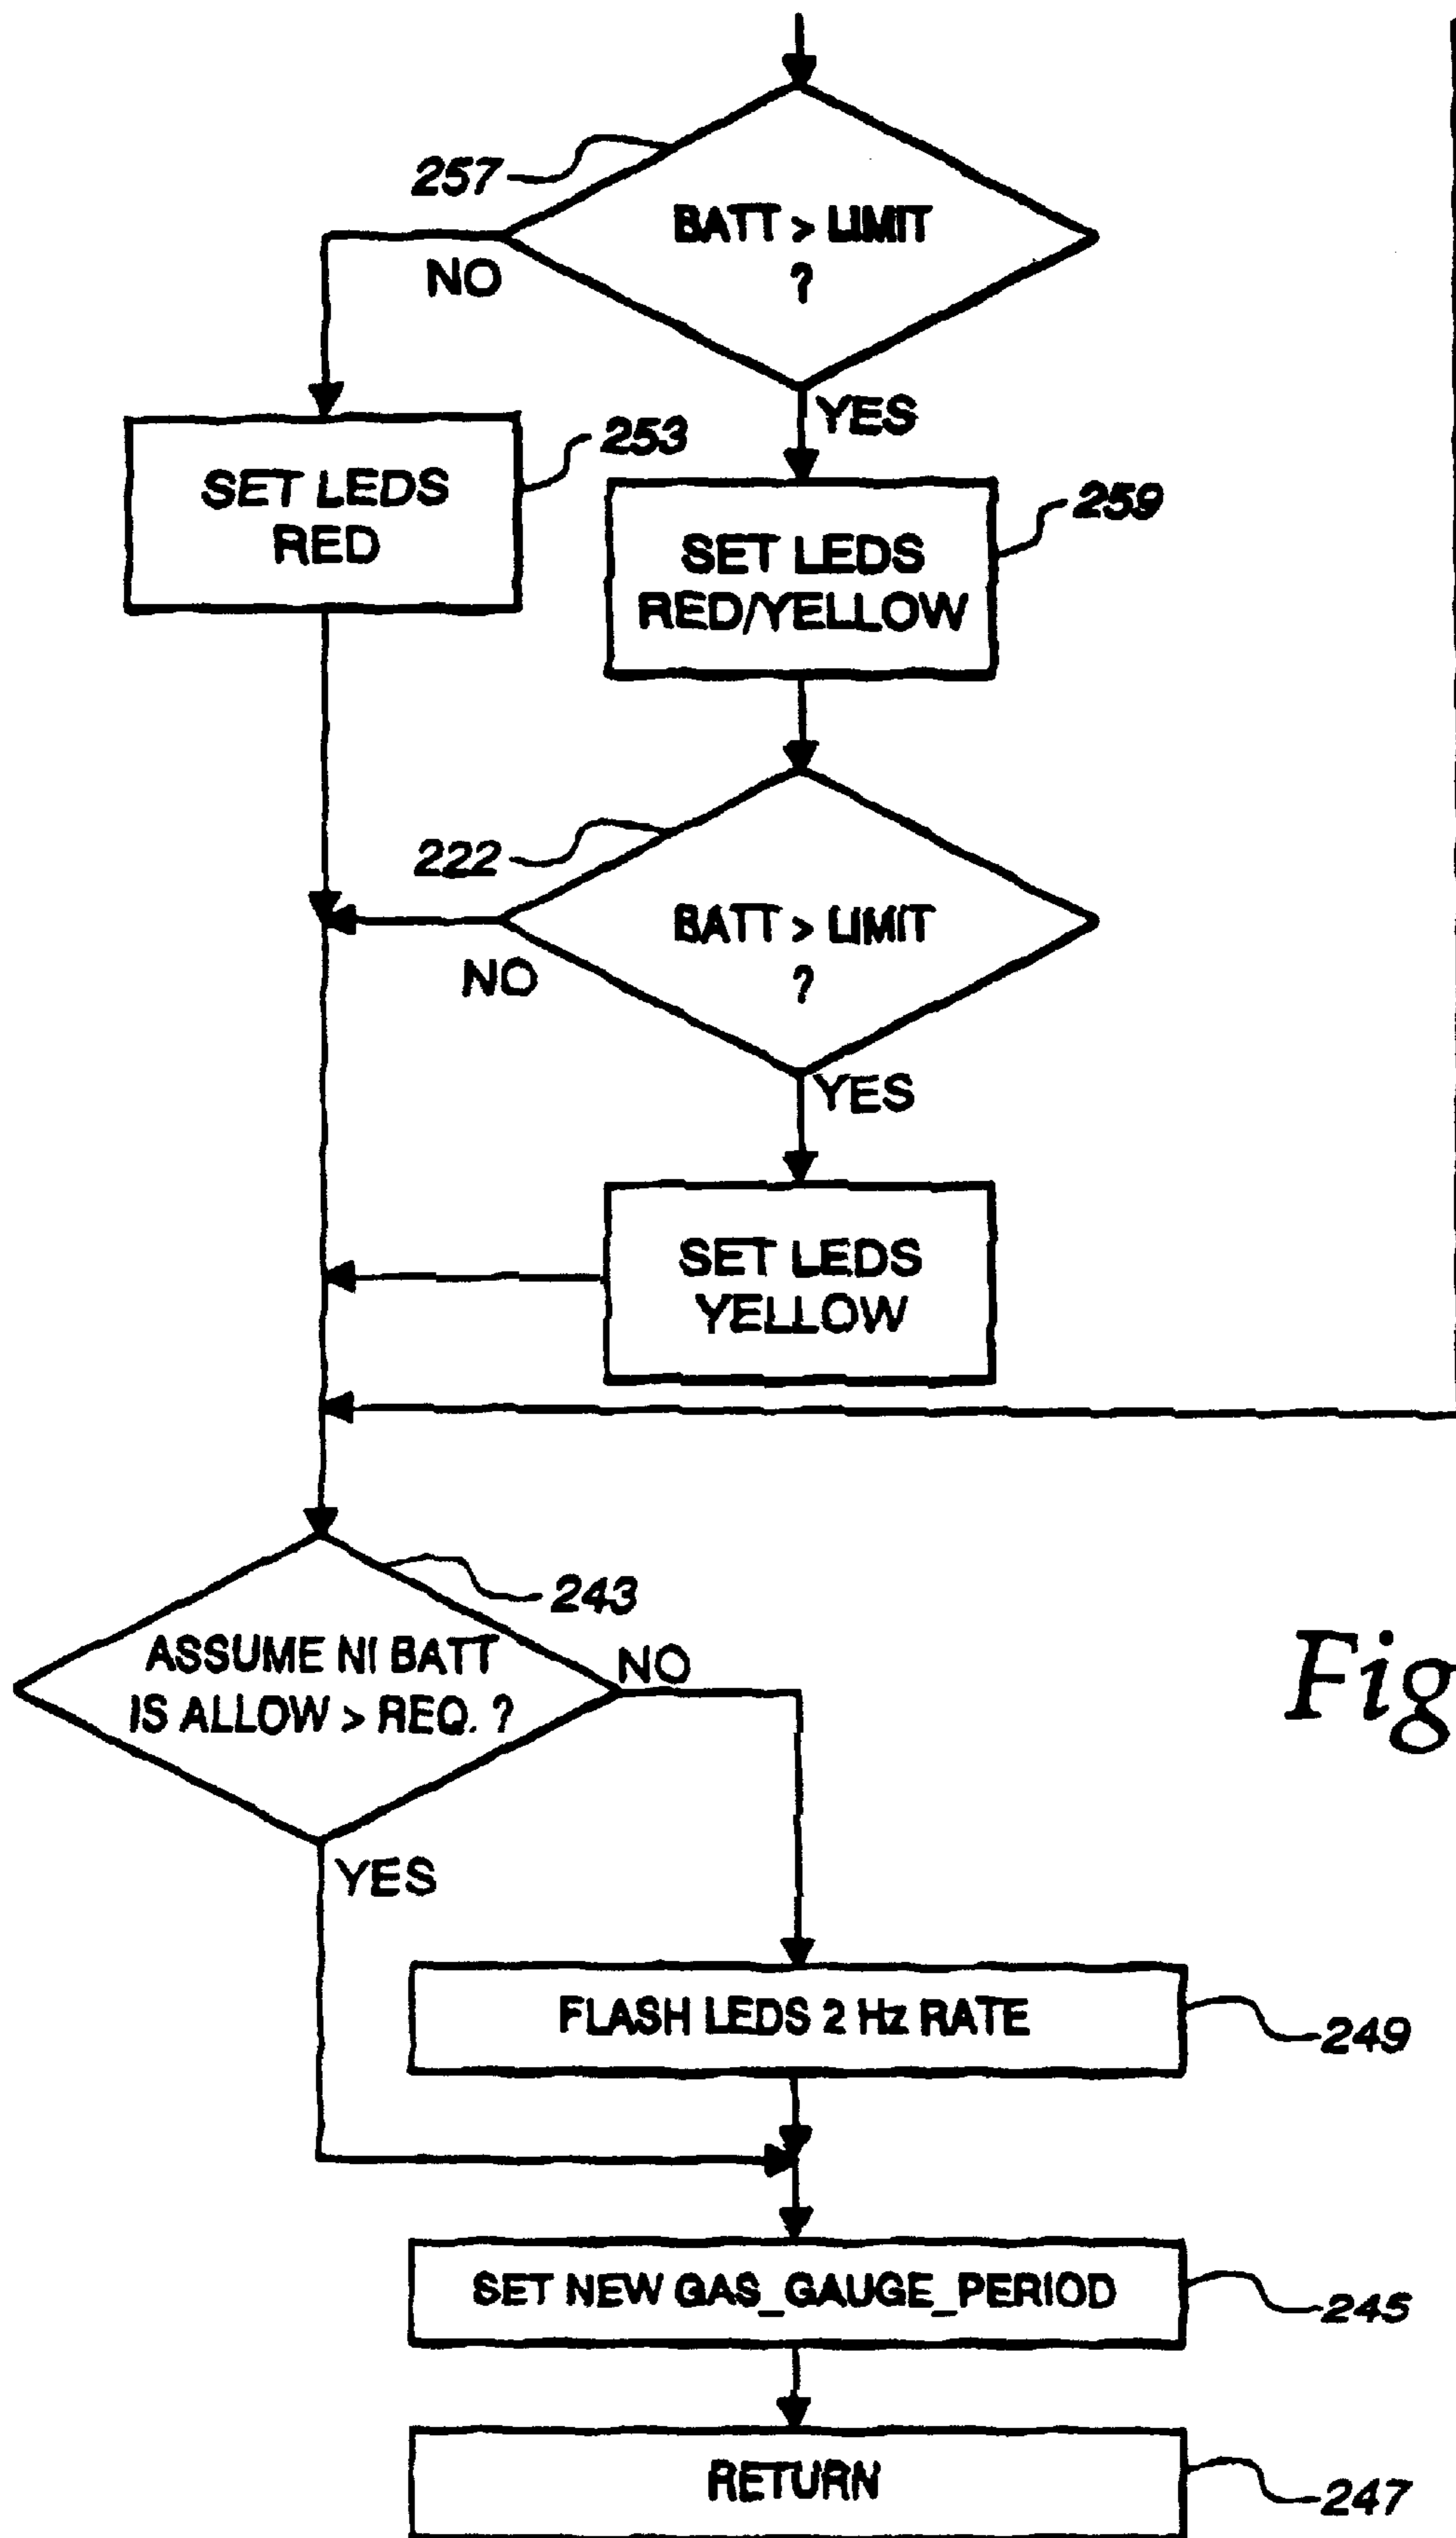 257
BATT > LIMIT
?
NO
YES
253
SET LEDS
RED
259
SET LEDS
RED/YELLOW
222
BATT > LIMIT
?
NO
YES
SET LEDS
YELLOW
243
ASSUME NI BATT
IS ALLOW > REQ. ?
NO
YES
Fig
FLASH LEDS 2 Hz RATE
249
SET NEW GAS_GAUGE_PERIOD
245
RETURN
247